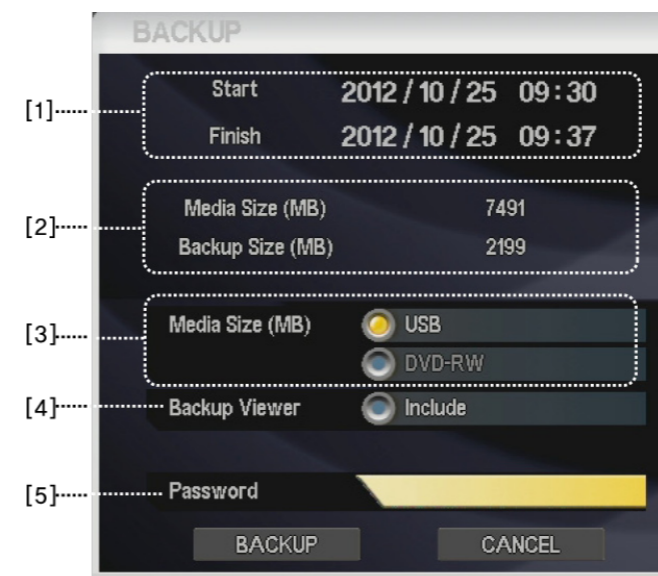 BACKUP
[1] Start 2012 / 10 / 25 09 : 30
Finish 2012 / 10 / 25 09 : 37
[2] Media Size (MB) 7491
Backup Size (MB) 2199
[3] Media Size (MB) USB
DVD-RW
[4] Backup Viewer Include
[5] Password
BACKUP CANCEL